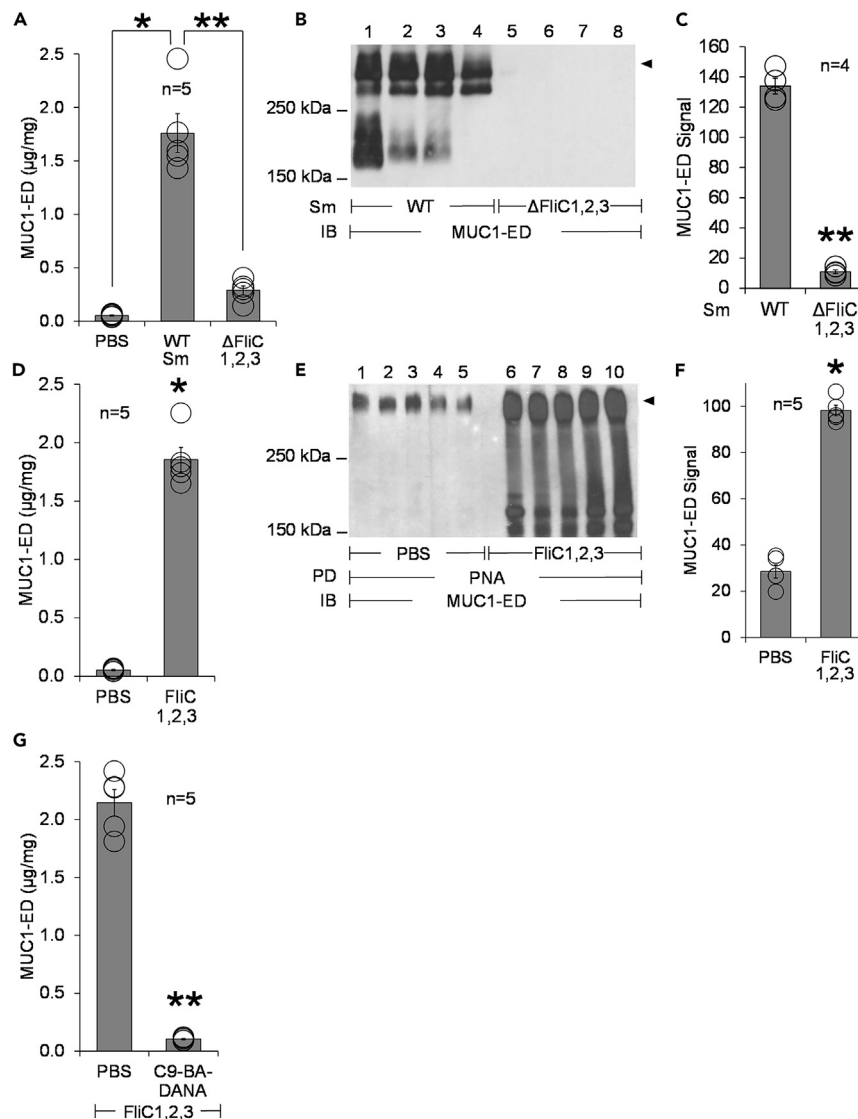 A
* **
MUC1-ED (µg/mg)
2.5
2.0
1.5
1.0
0.5
0.0
n=5
PBS WT ΔFliC
Sm 1,2,3
B
1 2 3 4 5 6 7 8
250 kDa
150 kDa
Sm WT ΔFliC1,2,3
IB MUC1-ED
C
MUC1-ED Signal
160
140
120
100
80
60
40
20
0
n=4
**
Sm WT ΔFliC
1,2,3
D
MUC1-ED (µg/mg)
2.5
2.0
1.5
1.0
0.5
0.0
n=5
*
PBS FliC
1,2,3
E
1 2 3 4 5 6 7 8 9 10
250 kDa
150 kDa
PBS FliC1,2,3
PD PNA
IB MUC1-ED
F
MUC1-ED Signal
100
80
60
40
20
0
n=5
*
PBS FliC
1,2,3
G
MUC1-ED (µg/mg)
2.5
2.0
1.5
1.0
0.5
0.0
n=5
**
PBS C9-BA-
DANA
FliC1,2,3